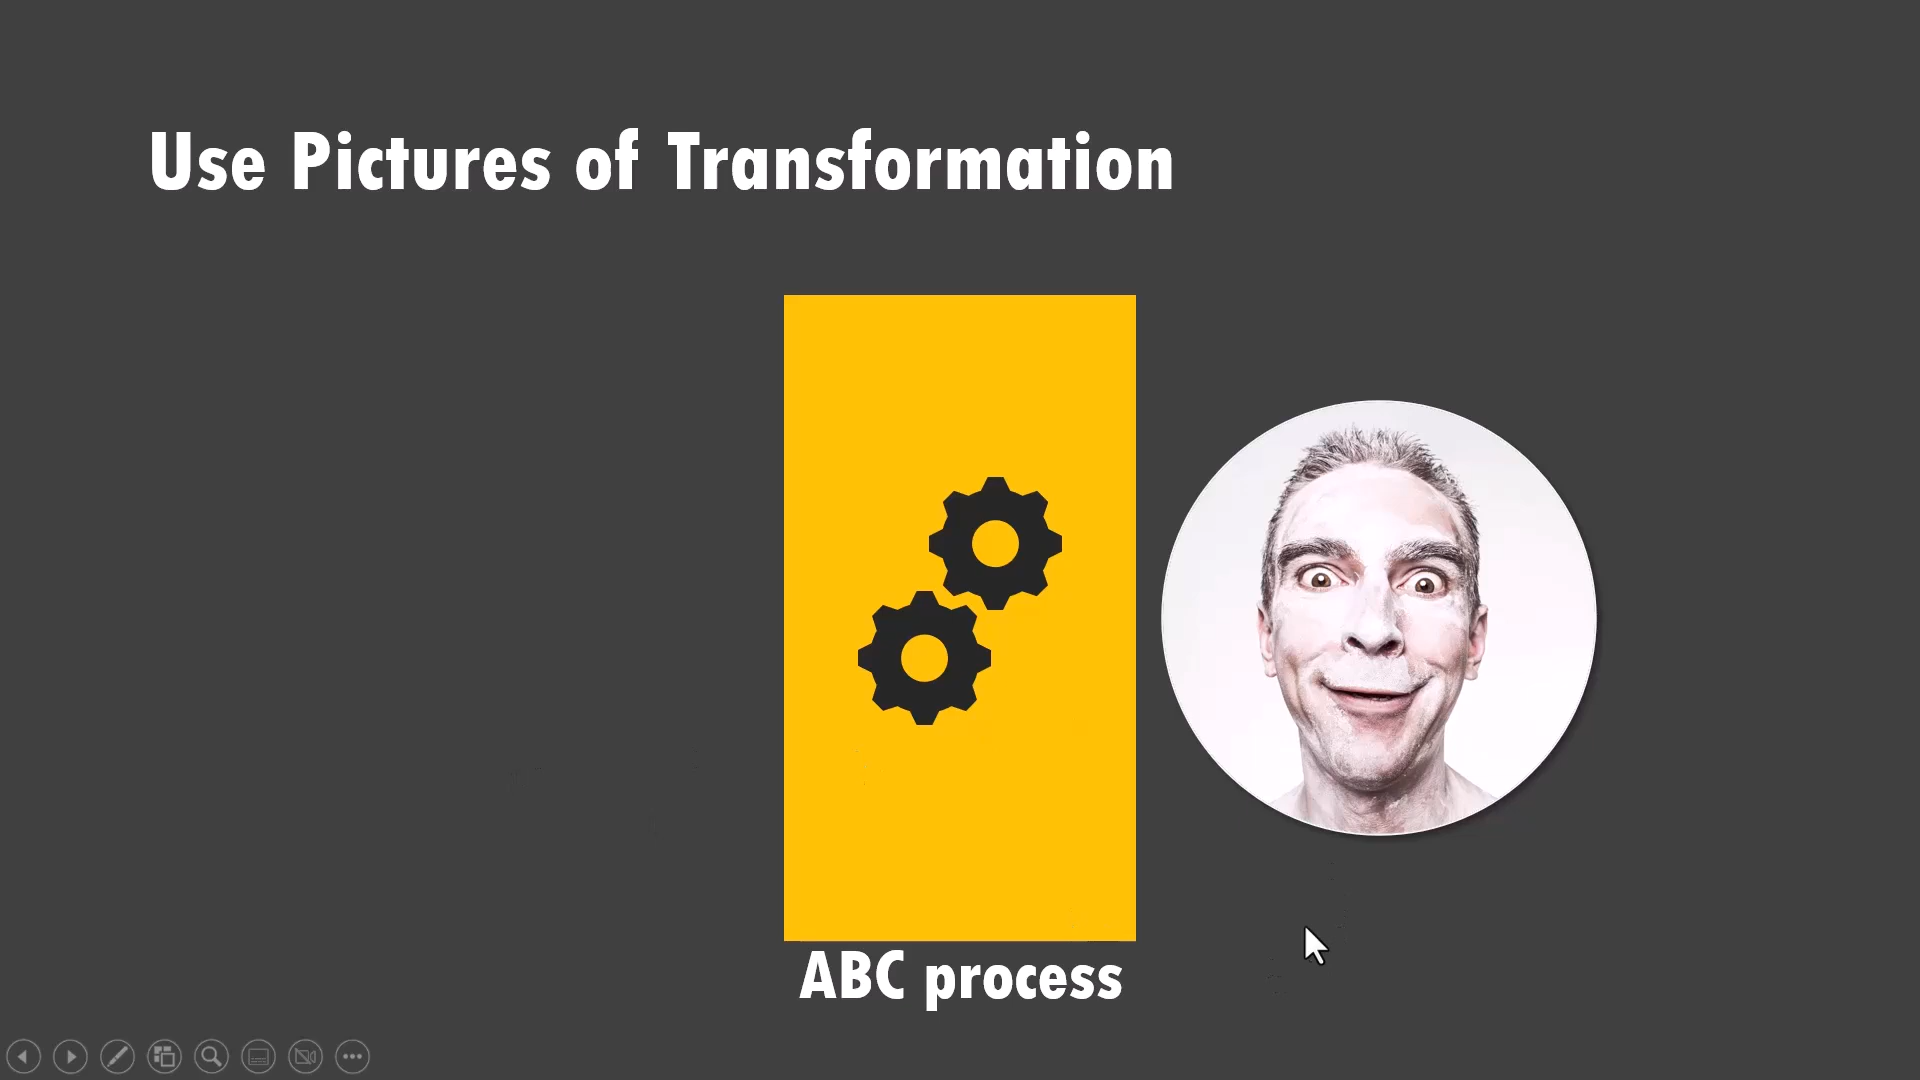 Use Pictures of Transformation
ABC process